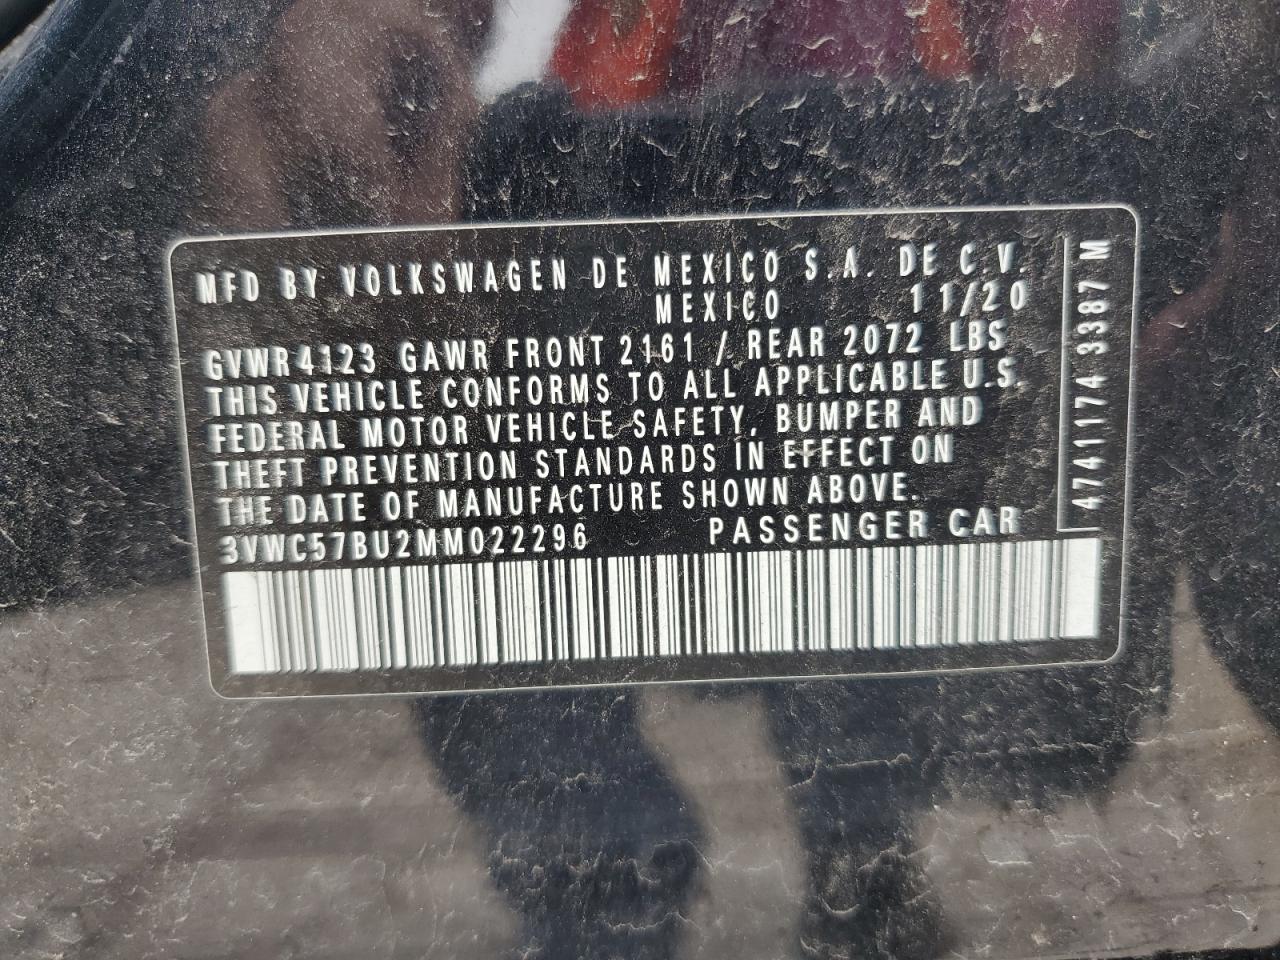 MFD BY VOLKSWAGEN DE MEXICO S.A. DE C.V.
MEXICO 11/20
GVWR 4123 GAWR FRONT 2161 / REAR 2072 LBS
THIS VEHICLE CONFORMS TO ALL APPLICABLE U.S.
FEDERAL MOTOR VEHICLE SAFETY, BUMPER AND
THEFT PREVENTION STANDARDS IN EFFECT ON
THE DATE OF MANUFACTURE SHOWN ABOVE.
3VWC57BU2MM022296 PASSENGER CAR
4741174 3387 M